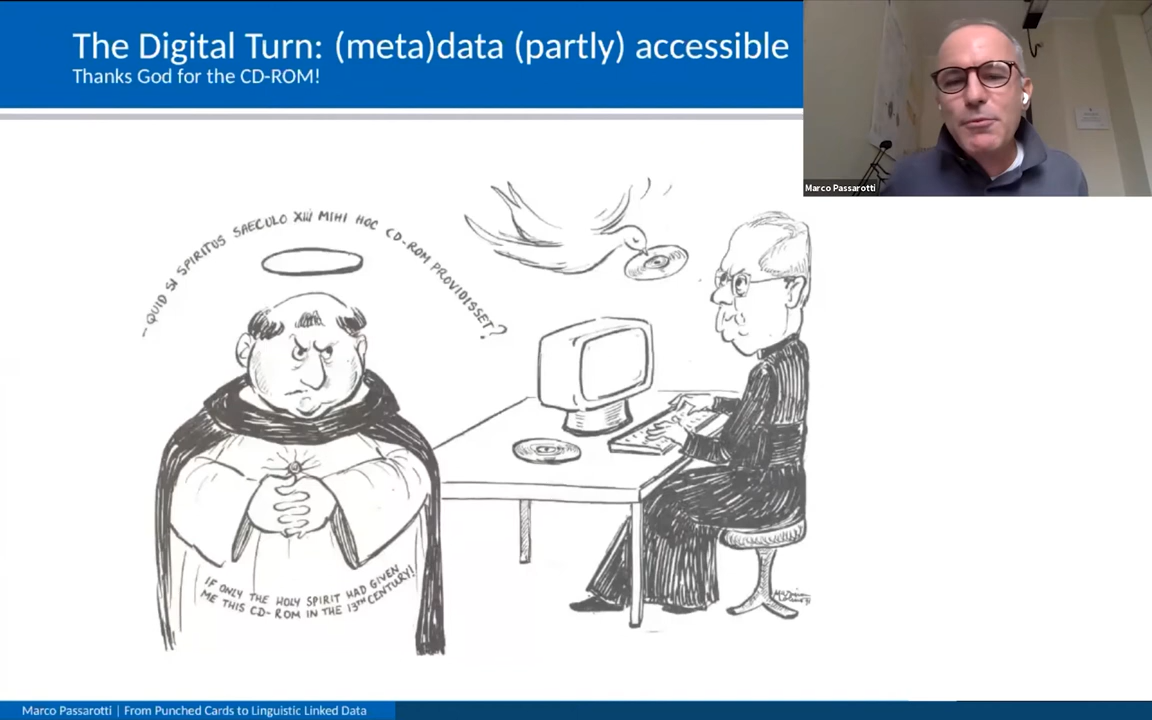 The Digital Turn: (meta)data (partly) accessible
Thanks God for the CD-ROM!
Marco Passarotti
– QUID SI SPIRITUS SAECULO XIII MIHI HOC CD-ROM PROVIDISSET?
IF ONLY THE HOLY SPIRIT HAD GIVEN
ME THIS CD-ROM IN THE 13TH CENTURY!
Marco Passarotti | From Punched Cards to Linguistic Linked Data